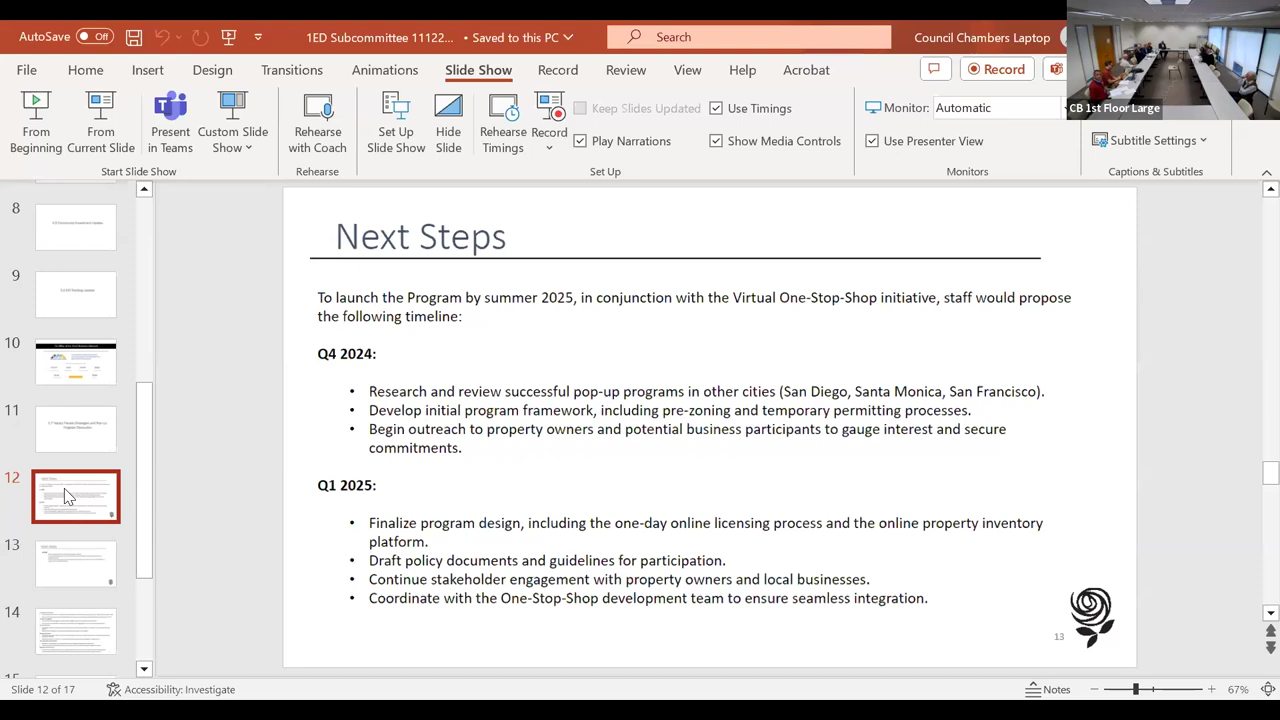 AutoSave Off 1ED Subcommittee 11122... • Saved to this PC Search Council Chambers Laptop
File Home Insert Design Transitions Animations Slide Show Record Review View Help Acrobat Record
CB 1st Floor Large
From Beginning
From Current Slide
Present in Teams
Custom Slide Show
Rehearse with Coach
Set Up Slide Show
Hide Slide
Rehearse Timings
Record
Keep Slides Updated
Play Narrations
Use Timings
Show Media Controls
Monitor: Automatic
Use Presenter View
Subtitle Settings
Start Slide Show Rehearse Set Up Monitors Captions & Subtitles
8
9
10
11
12
13
14
15
Next Steps
To launch the Program by summer 2025, in conjunction with the Virtual One-Stop-Shop initiative, staff would propose
the following timeline:
Q4 2024:
• Research and review successful pop-up programs in other cities (San Diego, Santa Monica, San Francisco).
• Develop initial program framework, including pre-zoning and temporary permitting processes.
• Begin outreach to property owners and potential business participants to gauge interest and secure
commitments.
Q1 2025:
• Finalize program design, including the one-day online licensing process and the online property inventory
platform.
• Draft policy documents and guidelines for participation.
• Continue stakeholder engagement with property owners and local businesses.
• Coordinate with the One-Stop-Shop development team to ensure seamless integration.
13
Slide 12 of 17 Accessibility: Investigate Notes 67%